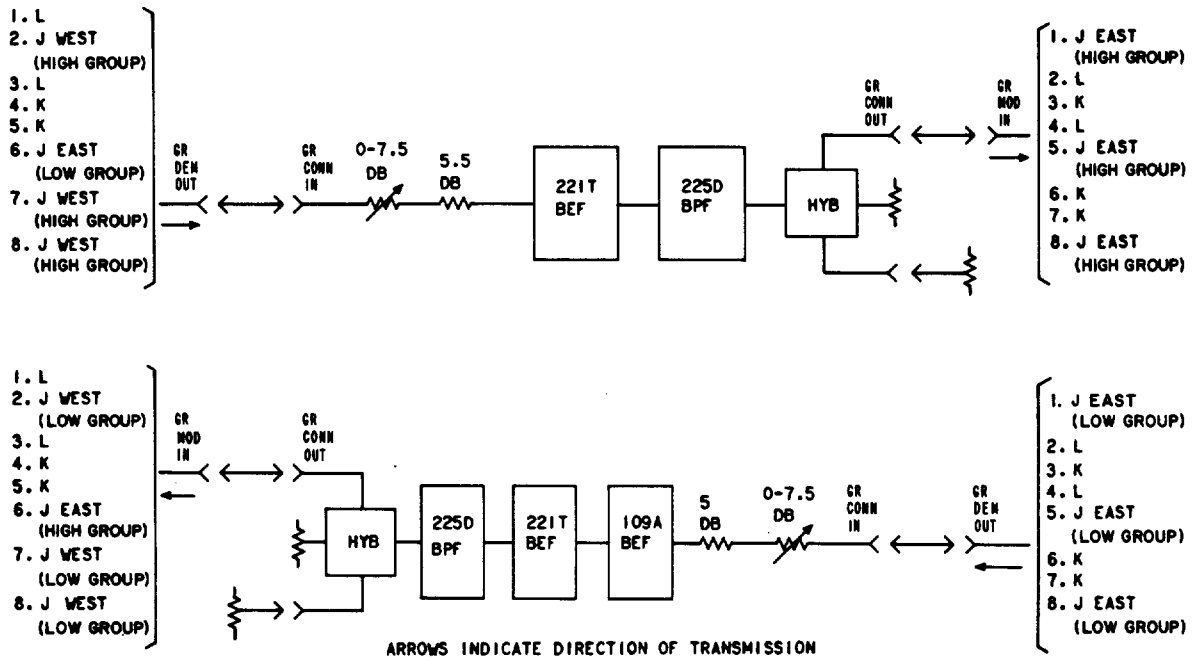 1. L
2. J WEST
(HIGH GROUP)
3. L
4. K
5. K
6. J EAST
(LOW GROUP)
7. J WEST
(HIGH GROUP)
8. J WEST
(HIGH GROUP)
GR
DEM
OUT
GR
CONN
IN
0-7.5
DB
5.5
DB
221T
BEF
225D
BPF
HYB
GR
CONN
OUT
GR
MOD
IN
1. J EAST
(HIGH GROUP)
2. L
3. K
4. L
5. J EAST
(HIGH GROUP)
6. K
7. K
8. J EAST
(HIGH GROUP)
1. L
2. J WEST
(LOW GROUP)
3. L
4. K
5. K
6. J EAST
(HIGH GROUP)
7. J WEST
(LOW GROUP)
8. J WEST
(LOW GROUP)
GR
MOD
IN
GR
CONN
OUT
HYB
225D
BPF
221T
BEF
109A
BEF
5
DB
0-7.5
DB
GR
CONN
IN
GR
DEM
OUT
1. J EAST
(LOW GROUP)
2. L
3. K
4. L
5. J EAST
(LOW GROUP)
6. K
7. K
8. J EAST
(LOW GROUP)
ARROWS INDICATE DIRECTION OF TRANSMISSION